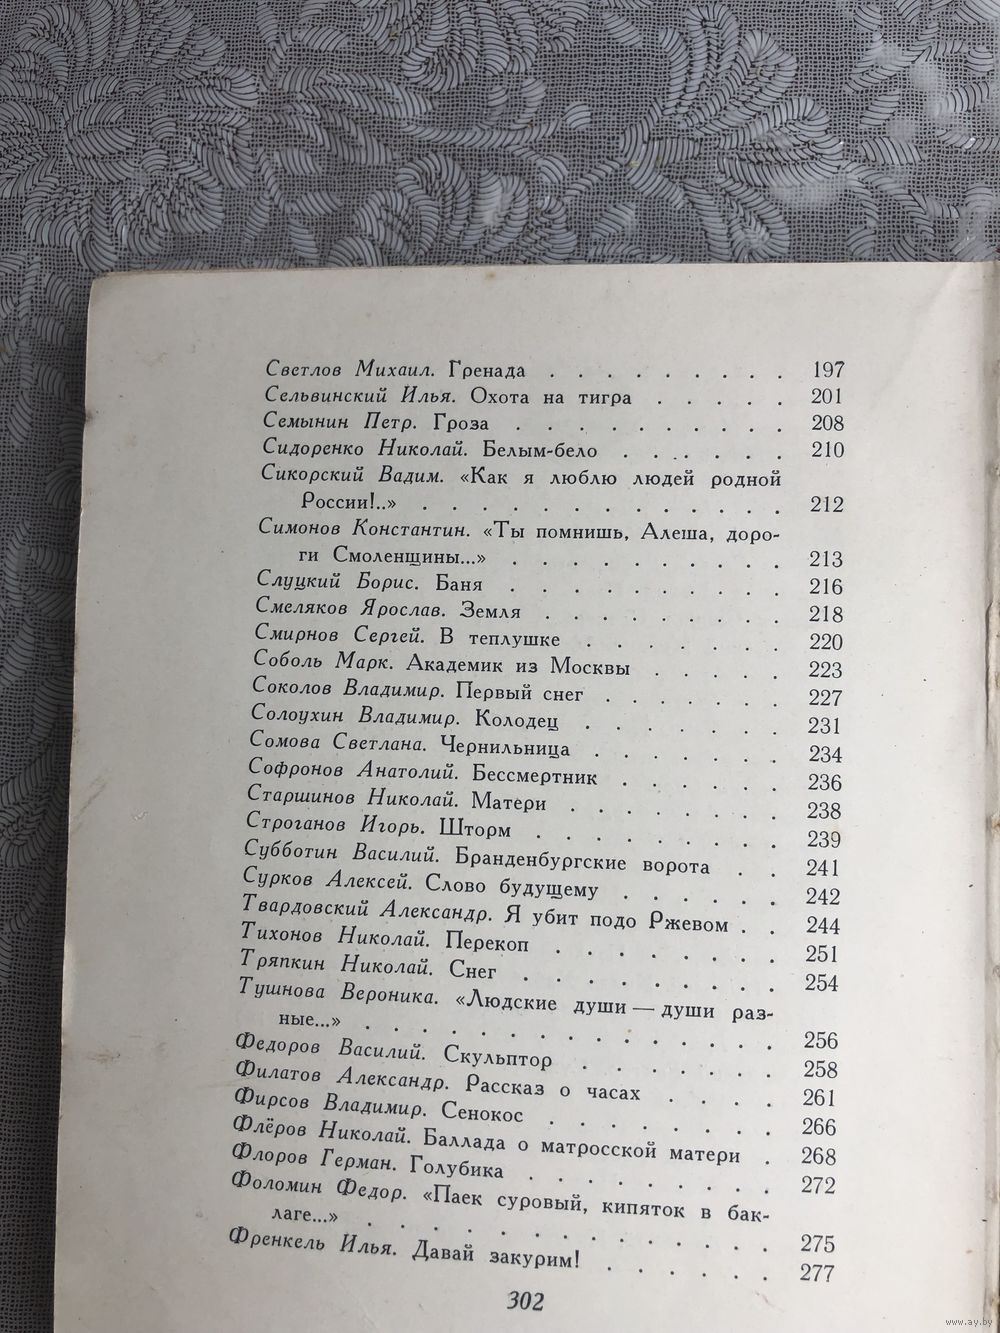 Светлов Михаил. Гренада . . . . . . . . . 197
Сельвинский Илья. Охота на тигра . . . . . 201
Семынин Петр. Гроза . . . . . . . . . . 208
Сидоренко Николай. Белым-бело . . . . . . 210
Сикорский Вадим. «Как я люблю людей родной
России!..» . . . . . . . . . . . . . 212
Симонов Константин. «Ты помнишь, Алеша, доро-
ги Смоленщины...» . . . . . . . . . . 213
Слуцкий Борис. Баня . . . . . . . . . . 216
Смеляков Ярослав. Земля . . . . . . . . . 218
Смирнов Сергей. В теплушке . . . . . . . 220
Соболь Марк. Академик из Москвы . . . . . 223
Соколов Владимир. Первый снег . . . . . . . 227
Солоухин Владимир. Колодец . . . . . . . 231
Сомова Светлана. Чернильница . . . . . . . 234
Софронов Анатолий. Бессмертник . . . . . . 236
Старшинов Николай. Матери . . . . . . . . 238
Строганов Игорь. Шторм . . . . . . . . . 239
Субботин Василий. Бранденбургские ворота . . 241
Сурков Алексей. Слово будущему . . . . . . 242
Твардовский Александр. Я убит подо Ржевом . . 244
Тихонов Николай. Перекоп . . . . . . . . 251
Тряпкин Николай. Снег . . . . . . . . . 254
Тушнова Вероника. «Людские души — души раз-
ные...» . . . . . . . . . . . . . . 256
Федоров Василий. Скульптор . . . . . . . 258
Филатов Александр. Рассказ о часах . . . . 261
Фирсов Владимир. Сенокос . . . . . . . . 266
Флёров Николай. Баллада о матросской матери . 268
Флоров Герман. Голубика . . . . . . . . . 272
Фоломин Федор. «Паек суровый, кипяток в бак-
лаге...» . . . . . . . . . . . . . 275
Френкель Илья. Давай закурим! . . . . . . 277
302
www.ay.by